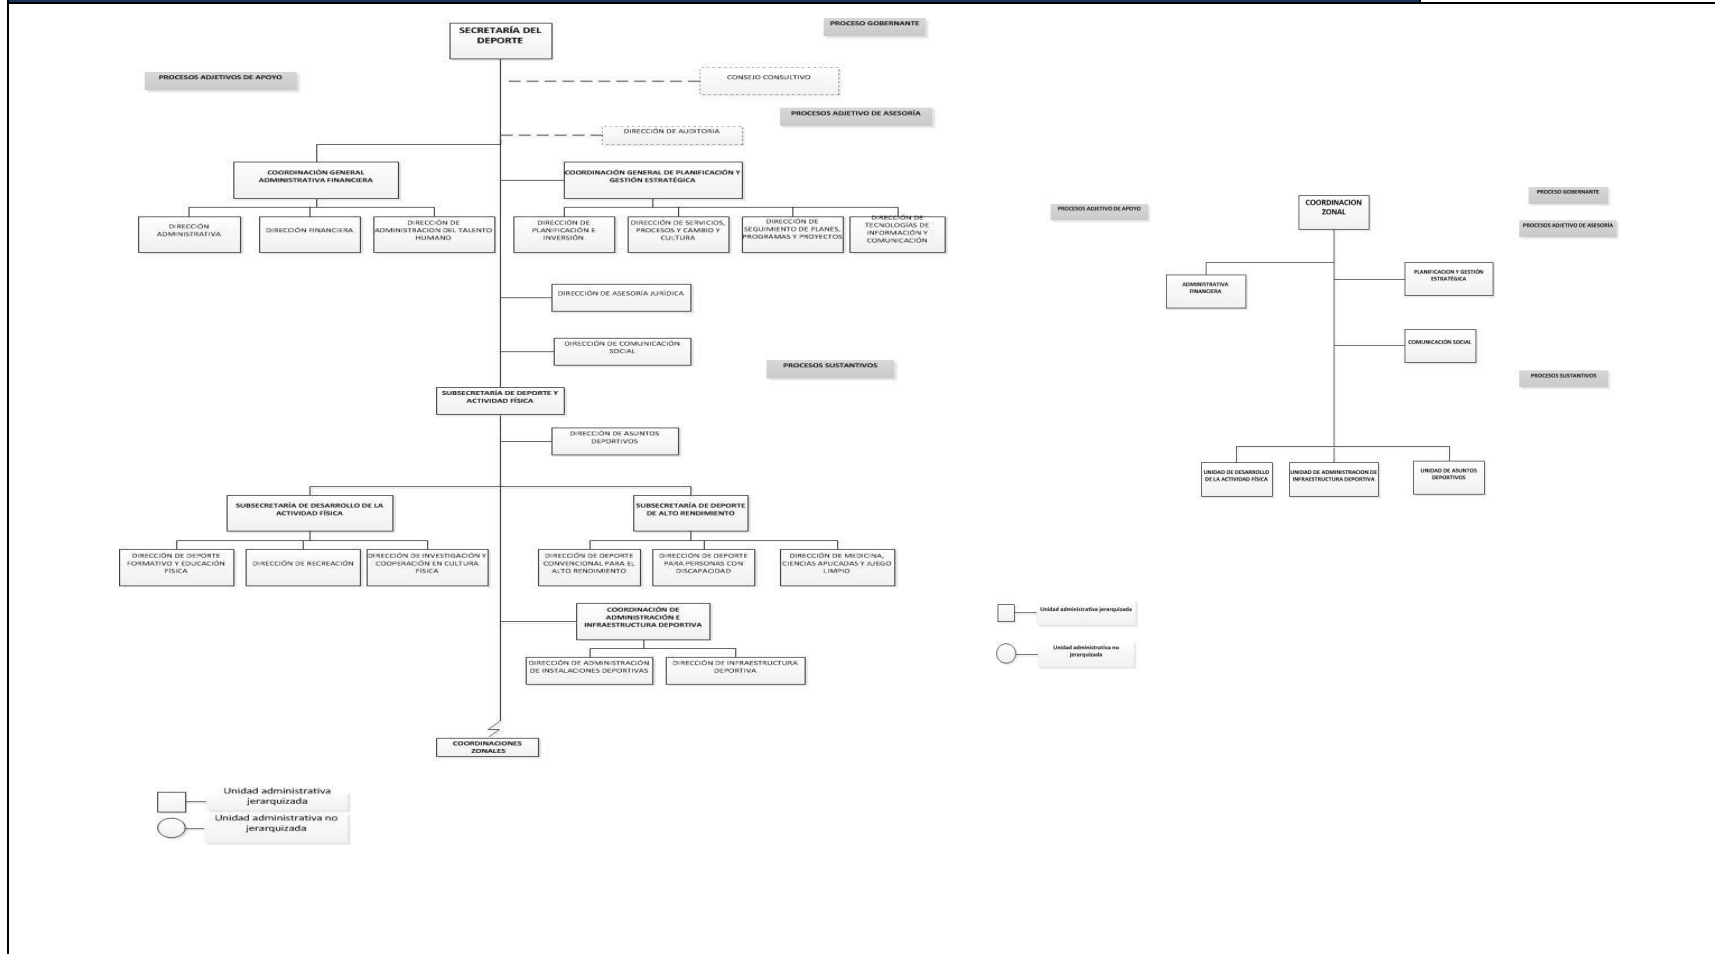 SECRETARÍA DEL
DEPORTE
PROCESO GOBERNANTE
PROCESOS ADJETIVOS DE APOYO
CONSEJO CONSULTIVO
PROCESOS ADJETIVO DE ASESORÍA
DIRECCIÓN DE AUDITORIA
COORDINACIÓN GENERAL
ADMINISTRATIVA FINANCIERA
COORDINACIÓN GENERAL DE PLANIFICACIÓN Y
GESTIÓN ESTRATÉGICA
DIRECCIÓN
ADMINISTRATIVA
DIRECCIÓN FINANCIERA
DIRECCIÓN DE
ADMINISTRACION DEL TALENTO
HUMANO
DIRECCIÓN DE
PLANIFICACIÓN E
INVERSIÓN
DIRECCIÓN DE SERVICIOS,
PROCESOS Y CAMBIO Y
CULTURA
DIRECCIÓN DE
SEGUIMIENTO DE PLANES,
PROGRAMAS Y PROYECTOS
DIRECCIÓN DE
TECNOLOGÍAS DE
INFORMACIÓN Y
COMUNICACIÓN
DIRECCIÓN DE ASESORÍA JURÍDICA
DIRECCIÓN DE COMUNICACIÓN
SOCIAL
PROCESOS SUSTANTIVOS
SUBSECRETARÍA DE DEPORTE Y
ACTIVIDAD FÍSICA
DIRECCIÓN DE ASUNTOS
DEPORTIVOS
SUBSECRETARÍA DE DESARROLLO DE LA
ACTIVIDAD FÍSICA
SUBSECRETARÍA DE DEPORTE
DE ALTO RENDIMIENTO
DIRECCIÓN DE DEPORTE
FORMATIVO Y EDUCACIÓN
FÍSICA
DIRECCIÓN DE RECREACIÓN
DIRECCIÓN DE INVESTIGACIÓN Y
COOPERACIÓN EN CULTURA
FÍSICA
DIRECCIÓN DE DEPORTE
CONVENCIONAL PARA EL
ALTO RENDIMIENTO
DIRECCIÓN DE DEPORTE
PARA PERSONAS CON
DISCAPACIDAD
DIRECCIÓN DE MEDICINA,
CIENCIAS APLICADAS Y JUEGO
LIMPIO
COORDINACIÓN DE
ADMINISTRACIÓN E
INFRAESTRUCTURA DEPORTIVA
DIRECCIÓN DE ADMINISTRACIÓN
DE INSTALACIONES DEPORTIVAS
DIRECCIÓN DE INFRAESTRUCTURA
DEPORTIVA
COORDINACIONES
ZONALES
Unidad administrativa
jerarquizada
Unidad administrativa no
jerarquizada
PROCESO GOBERNANTE
COORDINACION
ZONAL
PROCESOS ADJETIVO DE APOYO
PROCESOS ADJETIVO DE ASESORÍA
ADMINISTRATIVA
FINANCIERA
PLANIFICACION Y GESTIÓN
ESTRATÉGICA
COMUNICACIÓN SOCIAL
PROCESOS SUSTANTIVOS
UNIDAD DE DESARROLLO
DE LA ACTIVIDAD FÍSICA
UNIDAD DE ADMINISTRACION DE
INFRAESTRUCTURA DEPORTIVA
UNIDAD DE ASUNTOS
DEPORTIVOS
Unidad administrativa jerarquizada
Unidad administrativa no
jerarquizada